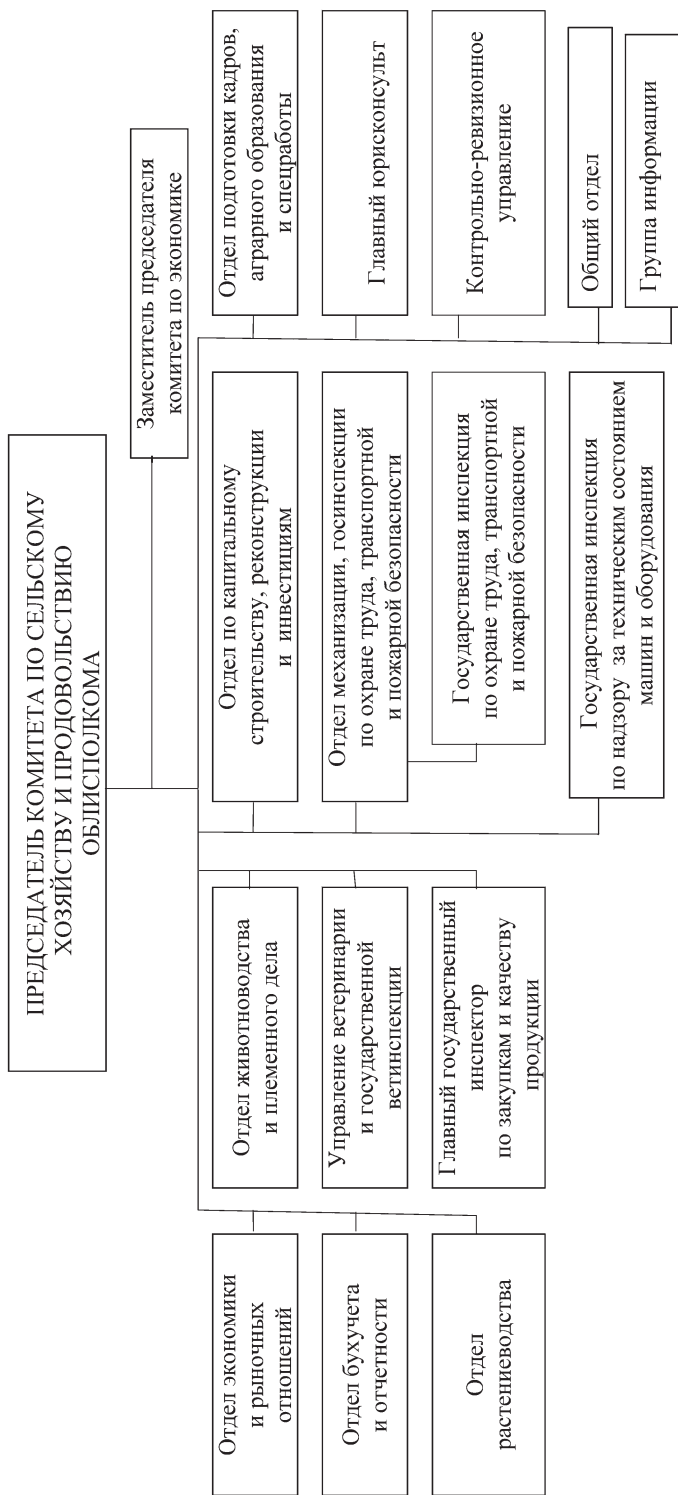 ПРЕДСЕДАТЕЛЬ КОМИТЕТА ПО СЕЛЬСКОМУ
ХОЗЯЙСТВУ И ПРОДОВОЛЬСТВИЮ
ОБЛИСПОЛКОМА
Заместитель председателя
комитета по экономике
Отдел экономики
и рыночных
отношений
Отдел бухучета
и отчетности
Отдел
растениеводства
Отдел животноводства
и племенного дела
Управление ветеринарии
и государственной
ветинспекции
Главный государственный
инспектор
по закупкам и качеству
продукции
Отдел по капитальному
строительству, реконструкции
и инвестициям
Отдел механизации, госинспекции
по охране труда, транспортной
и пожарной безопасности
Государственная инспекция
по охране труда, транспортной
и пожарной безопасности
Государственная инспекция
по надзору за техническим состоянием
машин и оборудования
Отдел подготовки кадров,
аграрного образования
и спецработы
Главный юрисконсульт
Контрольно-ревизионное
управление
Общий отдел
Группа информации